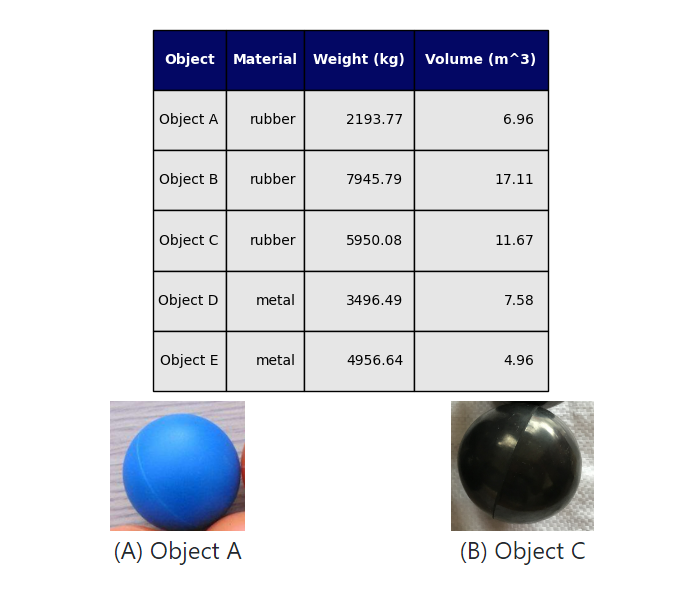 Object Material Weight (kg) Volume (m^3)
Object A rubber 2193.77 6.96
Object B rubber 7945.79 17.11
Object C rubber 5950.08 11.67
Object D metal 3496.49 7.58
Object E metal 4956.64 4.96
(A) Object A (B) Object C